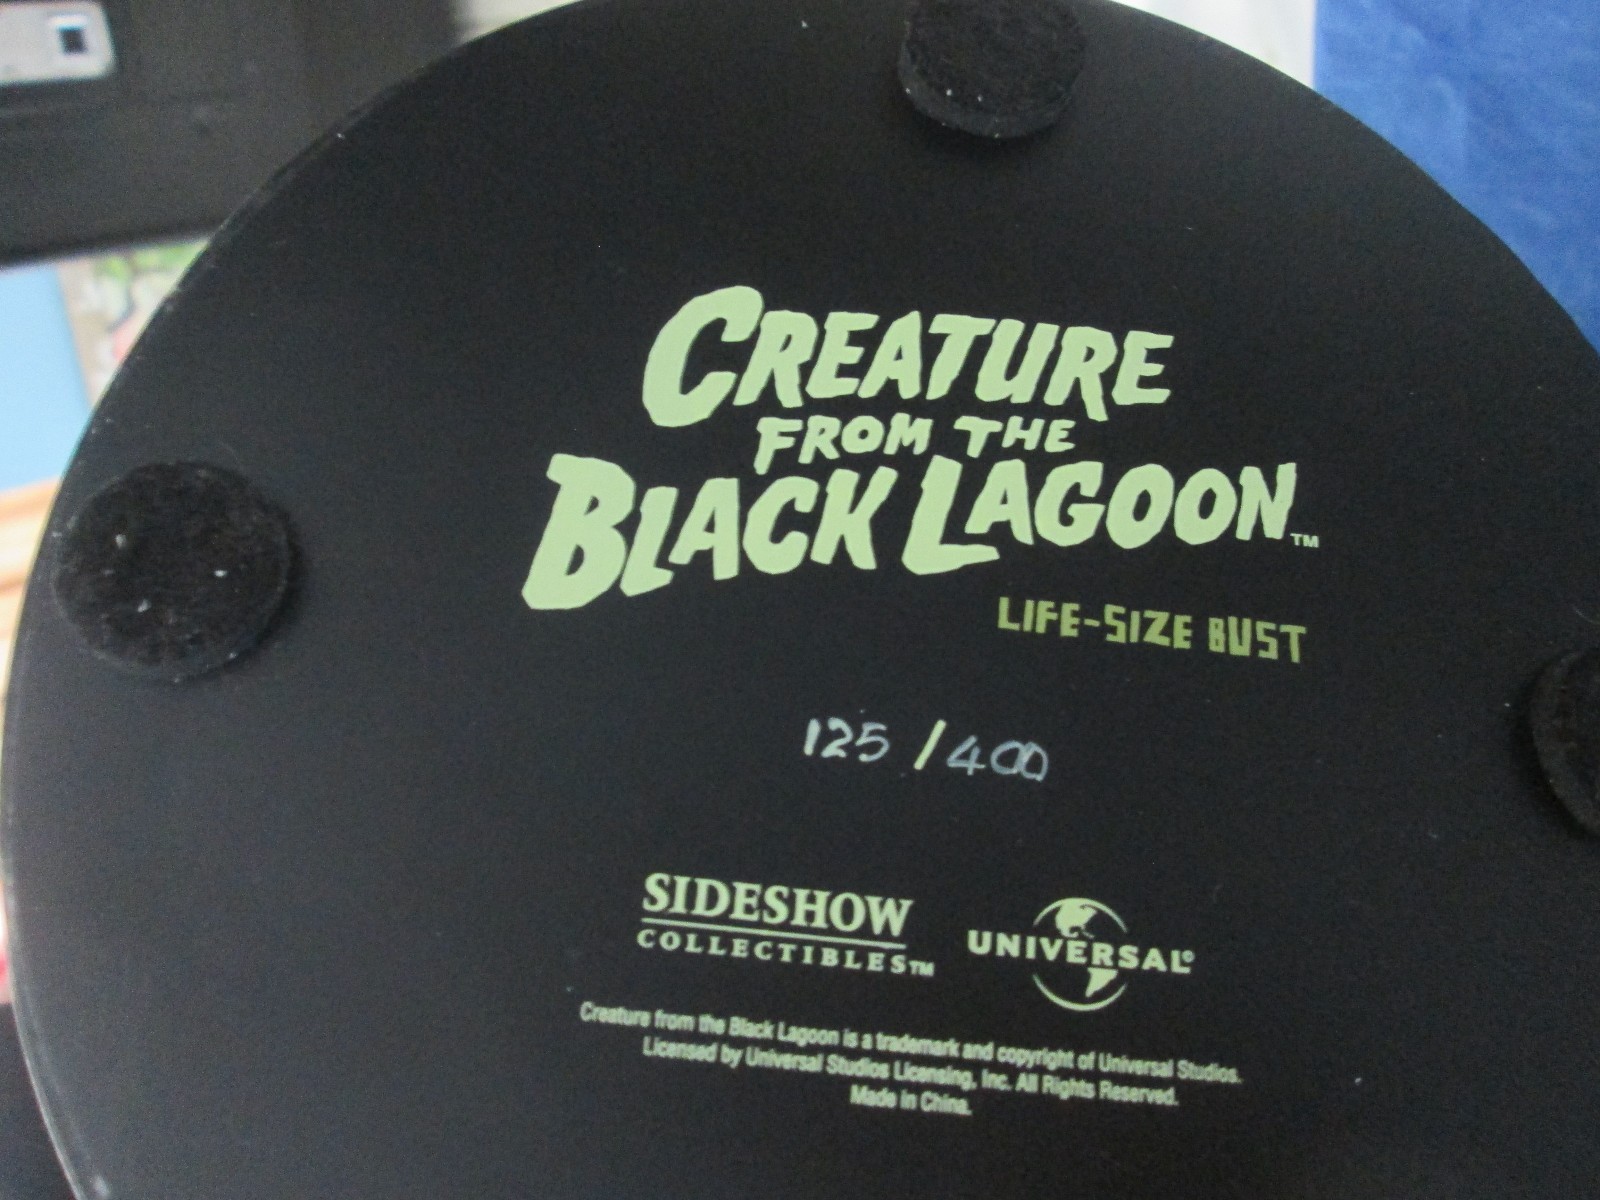 CREATURE
FROM THE
BLACK LAGOON™
LIFE-SIZE BUST
125 / 400
SIDESHOW
COLLECTIBLES™
UNIVERSAL®
Creature from the Black Lagoon is a trademark and copyright of Universal Studios.
Licensed by Universal Studios Licensing, Inc. All Rights Reserved.
Made in China.